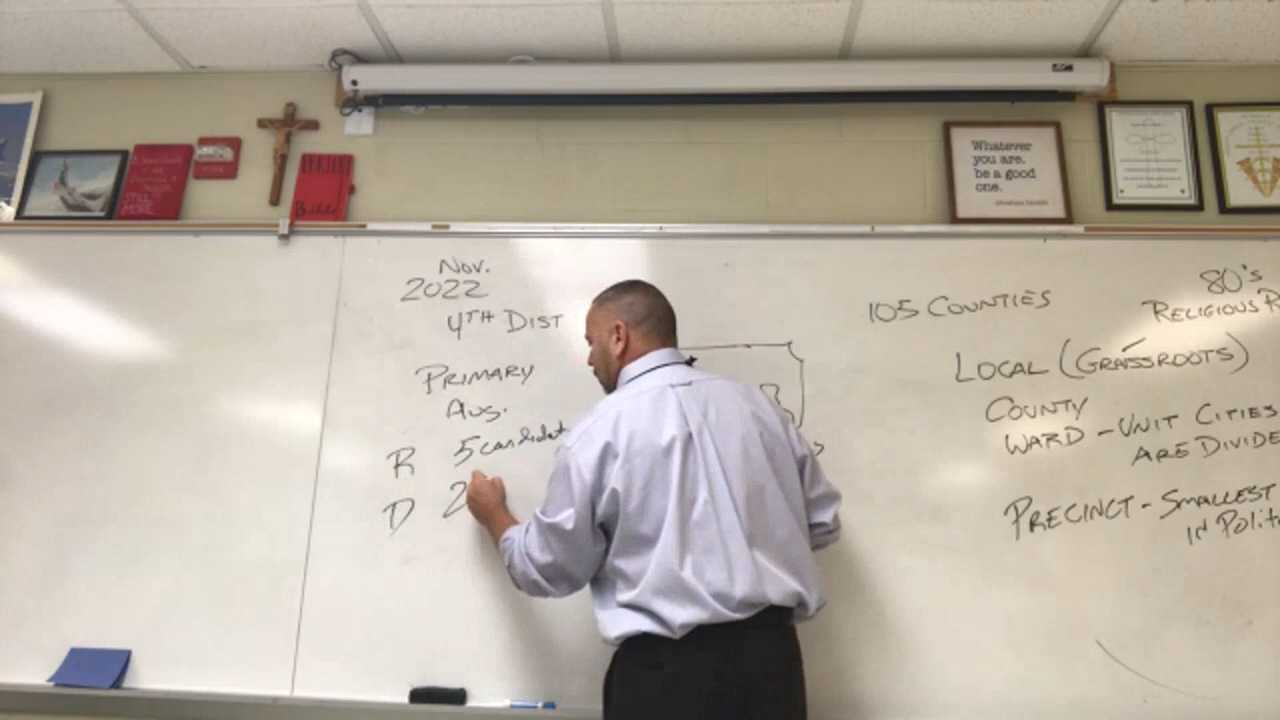 Whatever
you are,
be a good
one.
Nov.
2022
4TH DIST
PRIMARY
AUG.
R 5 candidat
D 2
105 COUNTIES
80's
RELIGIOUS R
LOCAL (GRASSROOTS)
COUNTY
WARD - UNIT CITIES
ARE DIVIDE
PRECINCT - SMALLEST
IN POLIT